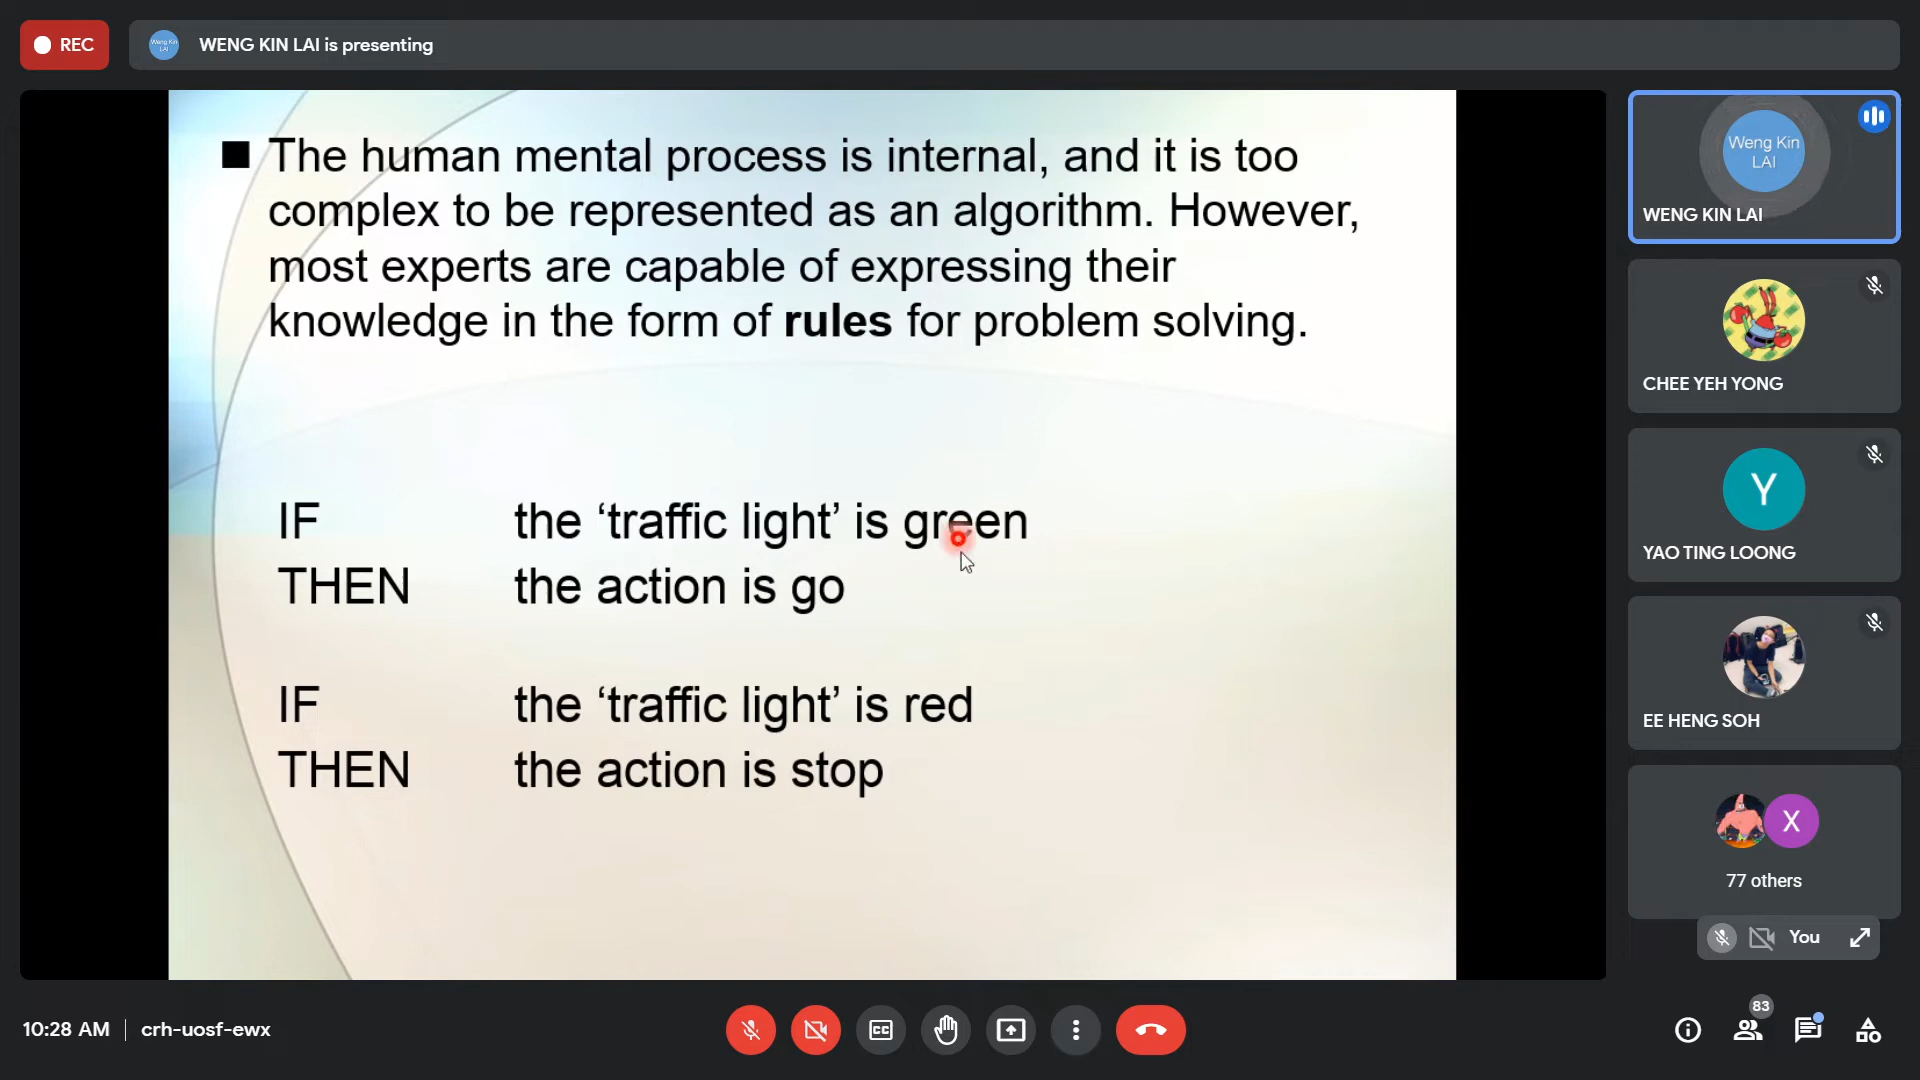 REC
Weng Kin
LAI
WENG KIN LAI is presenting
■ The human mental process is internal, and it is too
complex to be represented as an algorithm. However,
most experts are capable of expressing their
knowledge in the form of rules for problem solving.
IF the ‘traffic light’ is green
THEN the action is go
IF the ‘traffic light’ is red
THEN the action is stop
Weng Kin
LAI
WENG KIN LAI
CHEE YEH YONG
Y
YAO TING LOONG
EE HENG SOH
X
77 others
You
10:28 AM | crh-uosf-ewx
CC
83